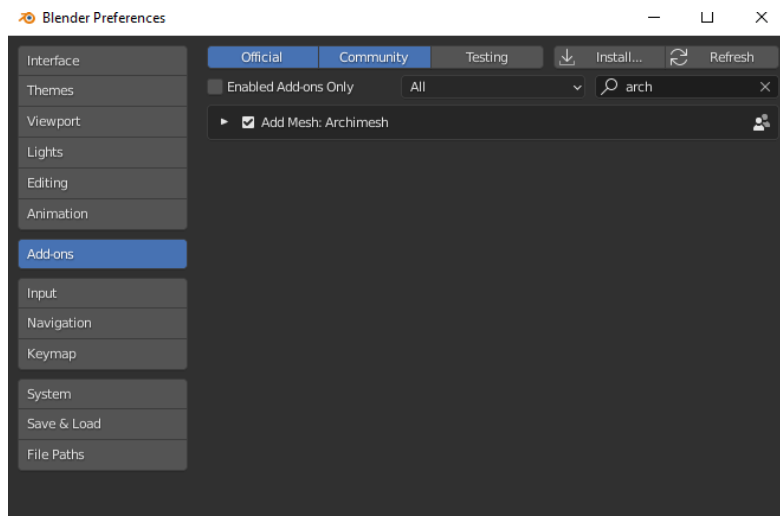 Blender Preferences
Interface
Themes
Viewport
Lights
Editing
Animation
Add-ons
Input
Navigation
Keymap
System
Save & Load
File Paths
Official Community Testing Install... Refresh
Enabled Add-ons Only All arch
Add Mesh: Archimesh